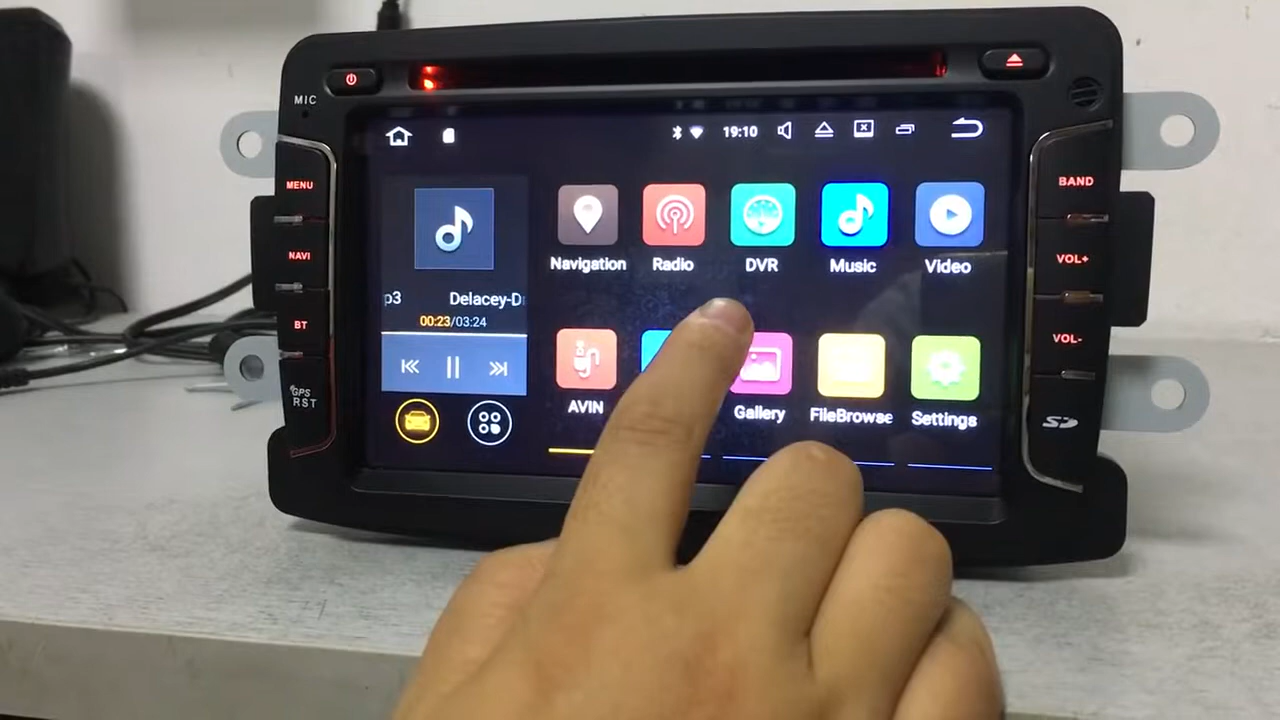 MIC
19:10
MENU
NAVI
BT
GPS
RST
BAND
VOL+
VOL-
SD
p3 Delacey-D
00:23/03:24
Navigation Radio DVR Music Video
AVIN Gallery FileBrowse Settings